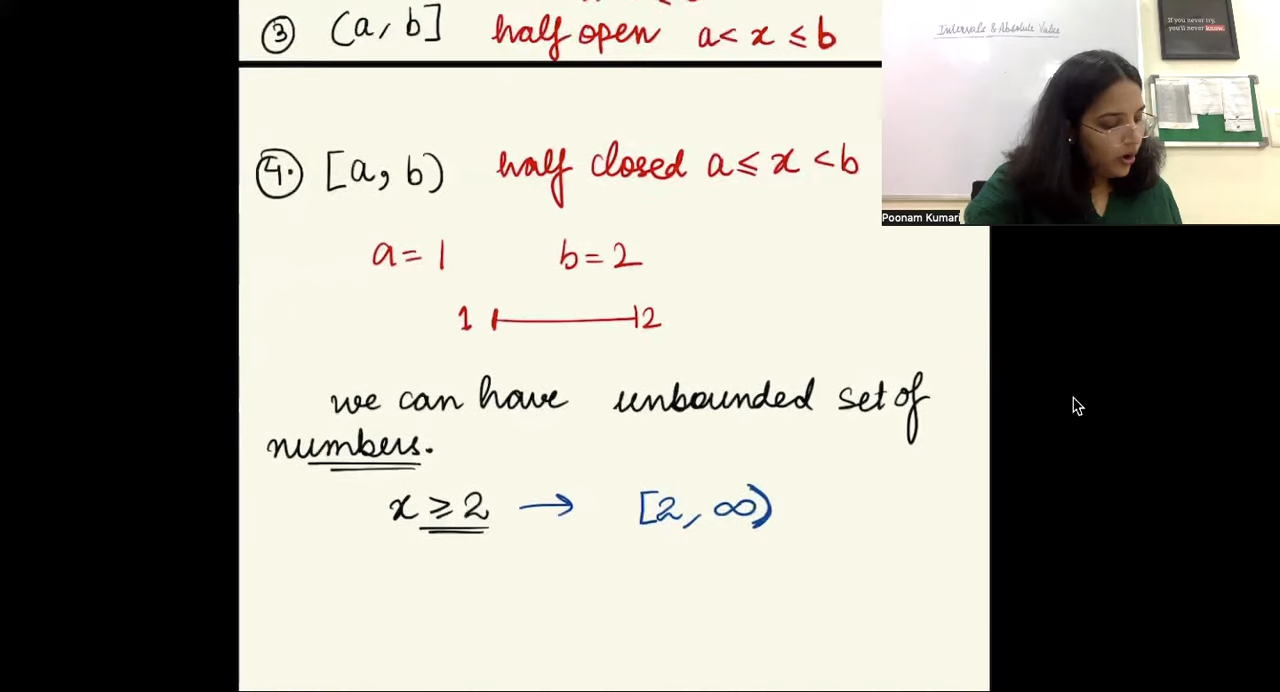 ③ (a, b] half open a < x ≤ b
Intervals & Absolute Value
If you never try,
you'll never know.
④. [a, b) half closed a ≤ x < b
Poonam Kumari
a = 1 b = 2
1 2
we can have unbounded set of
numbers.
x ≥ 2 → [2, ∞)